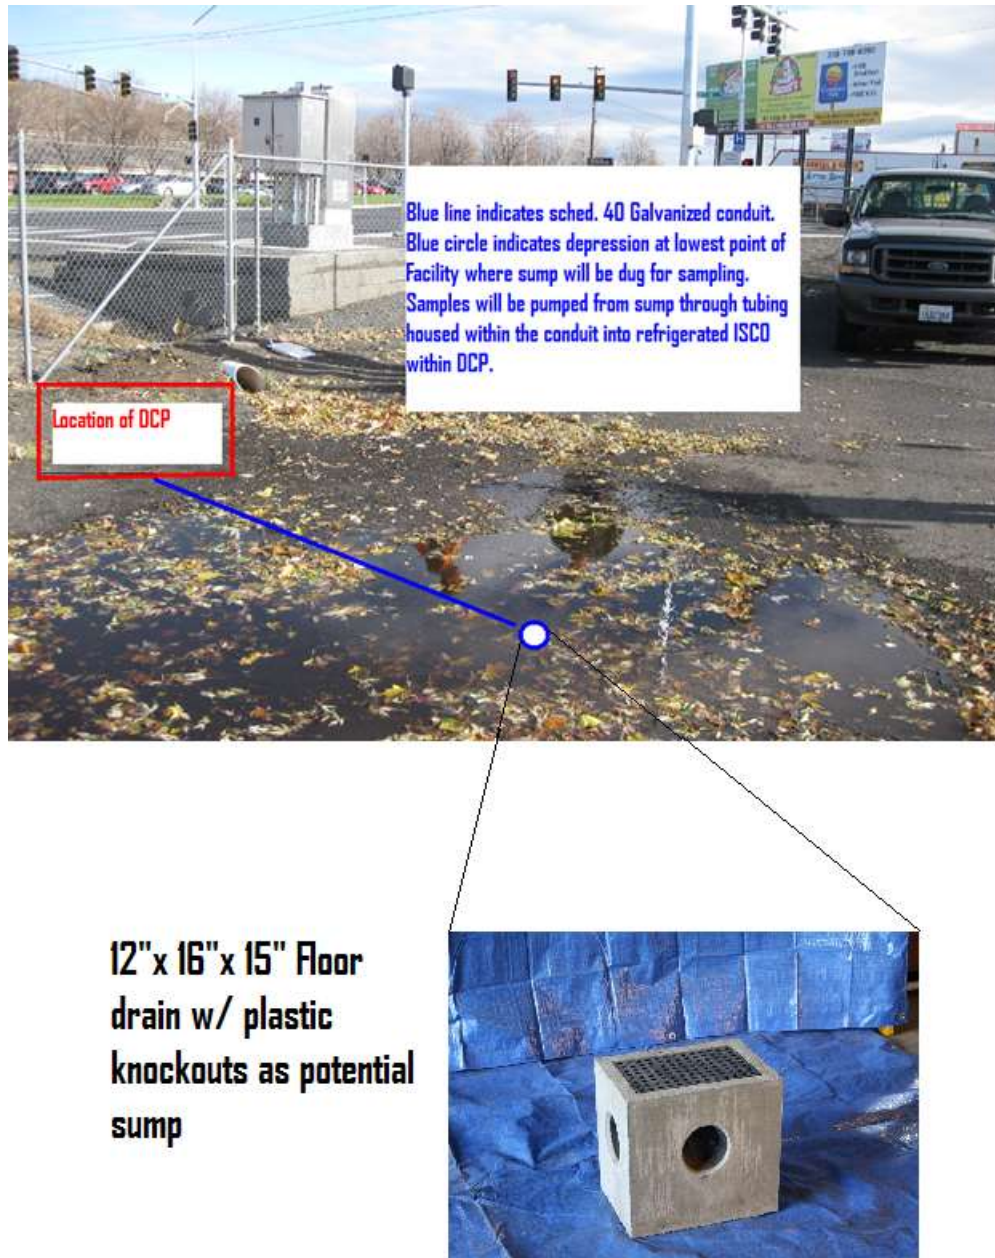 Blue line indicates sched. 40 Galvanized conduit.
Blue circle indicates depression at lowest point of
Facility where sump will be dug for sampling.
Samples will be pumped from sump through tubing
housed within the conduit into refrigerated ISCO
within DCP.
Location of DCP
12"x 16"x 15" Floor
drain w/ plastic
knockouts as potential
sump